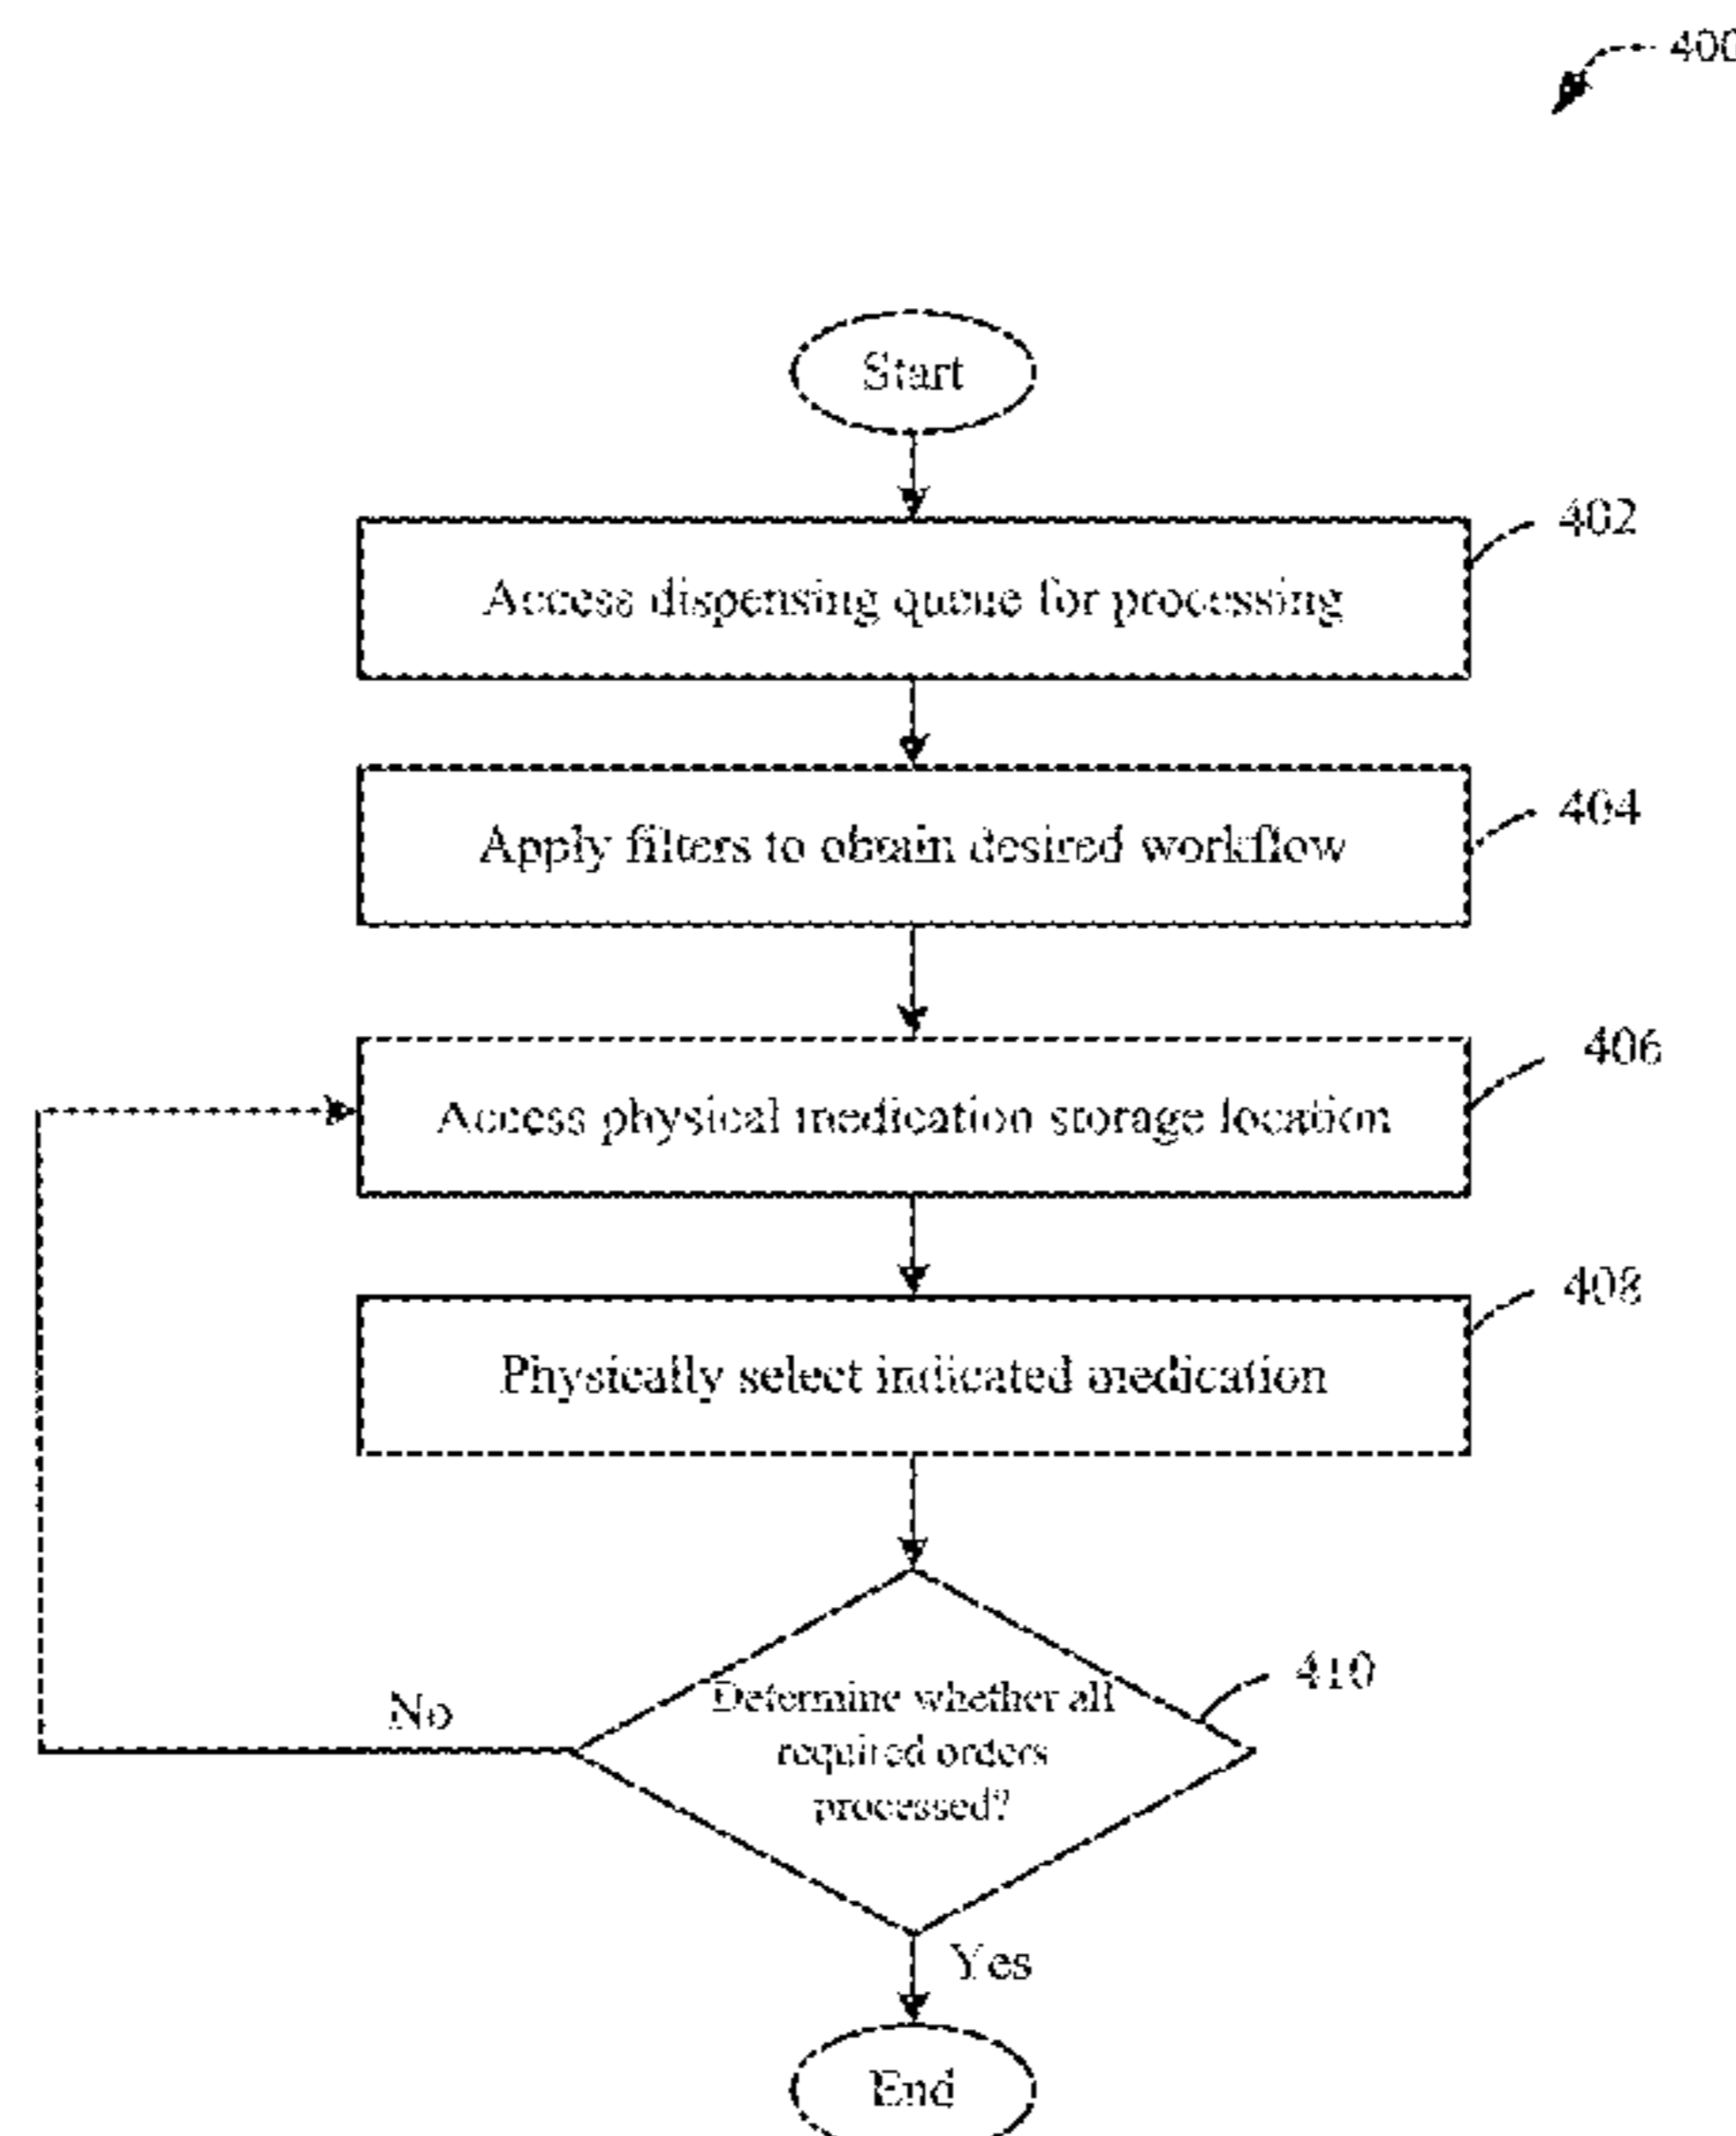 400
Start
402
Access dispensing queue for processing
404
Apply filters to obtain desired workflow
406
Access physical medication storage location
408
Physically select indicated medication
410
Determine whether all
required orders
processed?
No
Yes
End